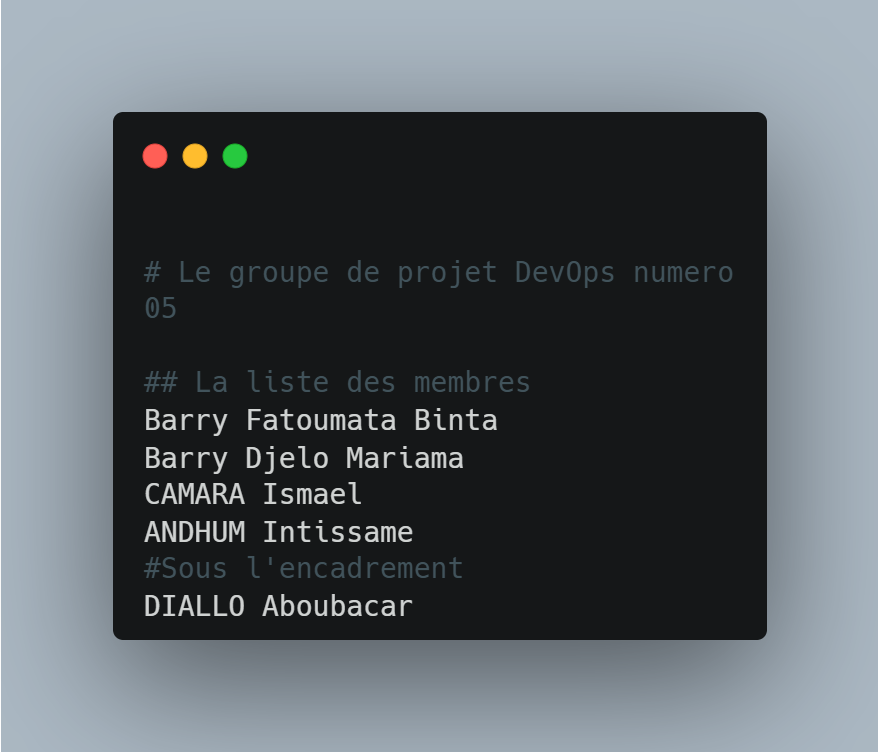 # Le groupe de projet DevOps numero
05
## La liste des membres
Barry Fatoumata Binta
Barry Djelo Mariama
CAMARA Ismael
ANDHUM Intissame
#Sous l'encadrement
DIALLO Aboubacar